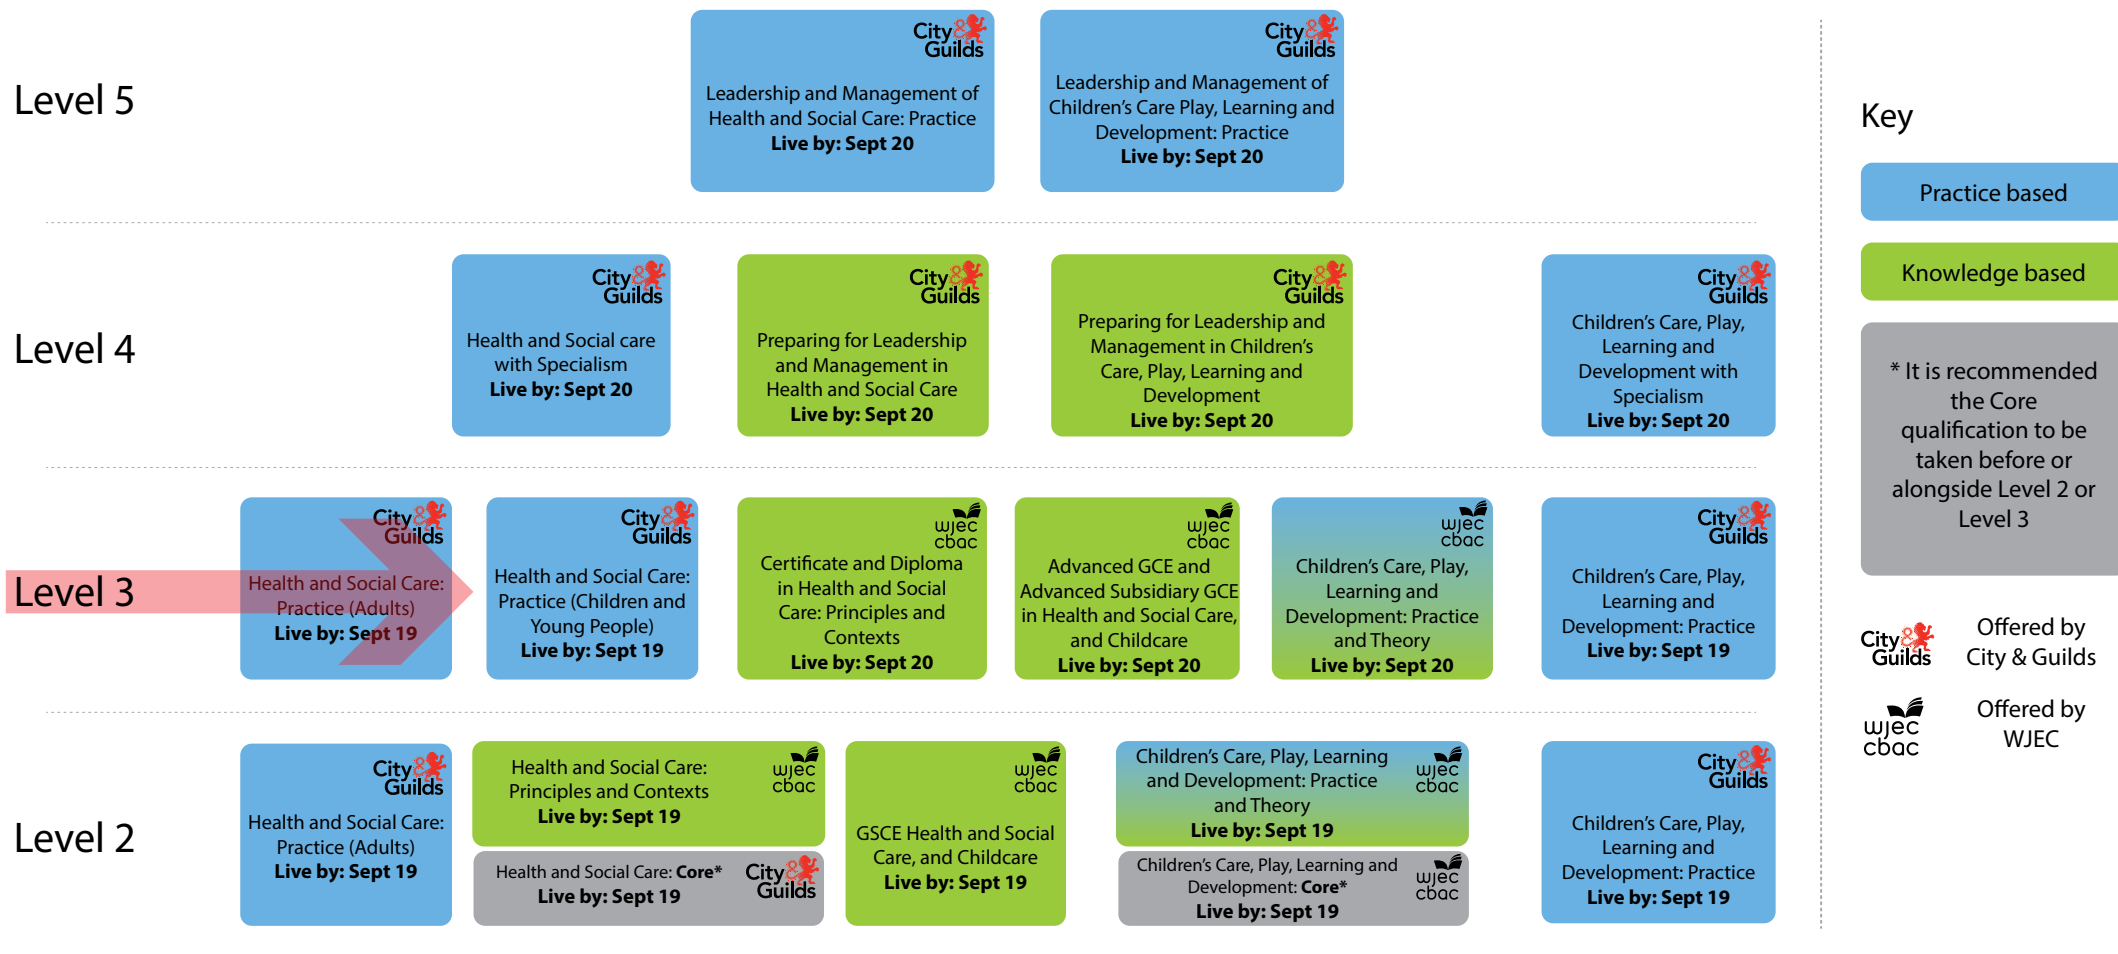 Level 5
City & Guilds
Leadership and Management of
Health and Social Care: Practice
Live by: Sept 20
City & Guilds
Leadership and Management of
Children’s Care Play, Learning and
Development: Practice
Live by: Sept 20
Level 4
City & Guilds
Health and Social care
with Specialism
Live by: Sept 20
City & Guilds
Preparing for Leadership
and Management in
Health and Social Care
Live by: Sept 20
City & Guilds
Preparing for Leadership and
Management in Children’s
Care, Play, Learning and
Development
Live by: Sept 20
City & Guilds
Children’s Care, Play,
Learning and
Development with
Specialism
Live by: Sept 20
Level 3
City & Guilds
Health and Social Care:
Practice (Adults)
Live by: Sept 19
City & Guilds
Health and Social Care:
Practice (Children and
Young People)
Live by: Sept 19
wjec
cbac
Certificate and Diploma
in Health and Social
Care: Principles and
Contexts
Live by: Sept 20
wjec
cbac
Advanced GCE and
Advanced Subsidiary GCE
in Health and Social Care,
and Childcare
Live by: Sept 20
wjec
cbac
Children’s Care, Play,
Learning and
Development: Practice
and Theory
Live by: Sept 20
City & Guilds
Children’s Care, Play,
Learning and
Development: Practice
Live by: Sept 19
Level 2
City & Guilds
Health and Social Care:
Practice (Adults)
Live by: Sept 19
Health and Social Care:
Principles and Contexts
Live by: Sept 19
wjec
cbac
Health and Social Care: Core*
Live by: Sept 19
City & Guilds
wjec
cbac
GSCE Health and Social
Care, and Childcare
Live by: Sept 19
Children’s Care, Play, Learning
and Development: Practice
and Theory
Live by: Sept 19
wjec
cbac
Children’s Care, Play, Learning and
Development: Core*
Live by: Sept 19
wjec
cbac
City & Guilds
Children’s Care, Play,
Learning and
Development: Practice
Live by: Sept 19
Key
Practice based
Knowledge based
* It is recommended
the Core
qualification to be
taken before or
alongside Level 2 or
Level 3
City & Guilds
Offered by
City & Guilds
wjec
cbac
Offered by
WJEC